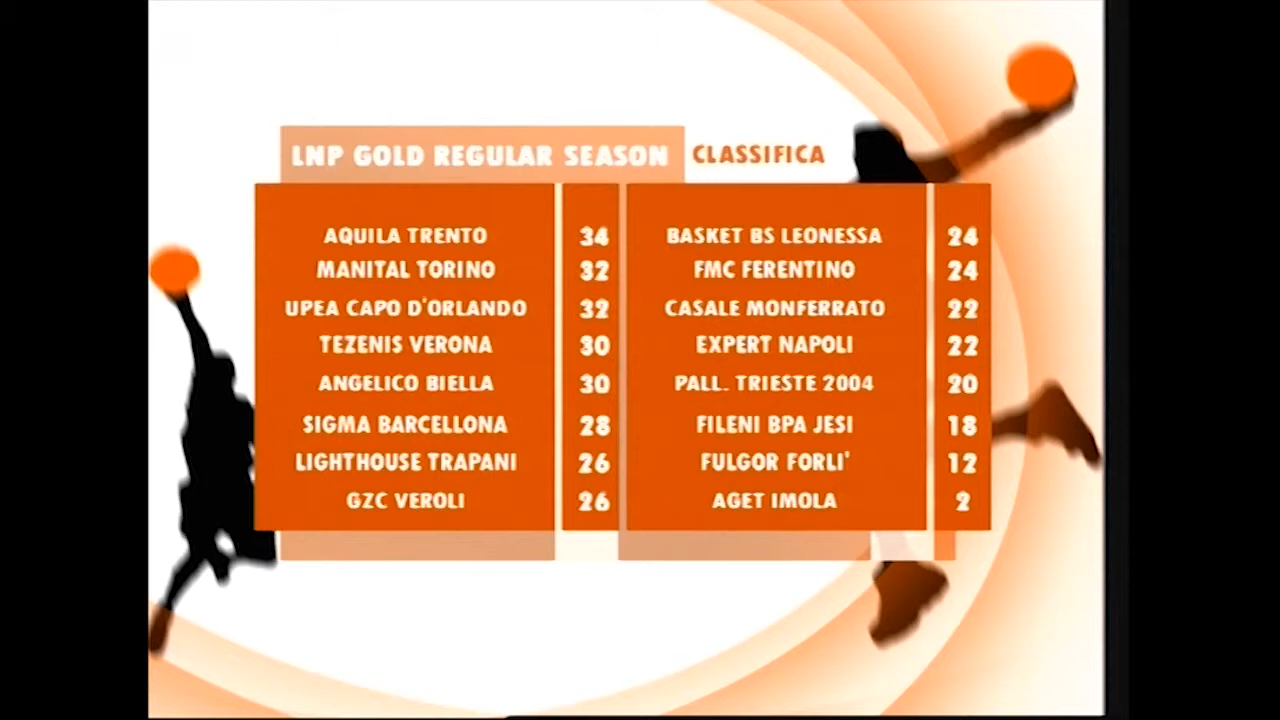 LNP GOLD REGULAR SEASON CLASSIFICA
AQUILA TRENTO 34
MANITAL TORINO 32
UPEA CAPO D'ORLANDO 32
TEZENIS VERONA 30
ANGELICO BIELLA 30
SIGMA BARCELLONA 28
LIGHTHOUSE TRAPANI 26
GZC VEROLI 26
BASKET BS LEONESSA 24
FMC FERENTINO 24
CASALE MONFERRATO 22
EXPERT NAPOLI 22
PALL. TRIESTE 2004 20
FILENI BPA JESI 18
FULGOR FORLI' 12
AGET IMOLA 2